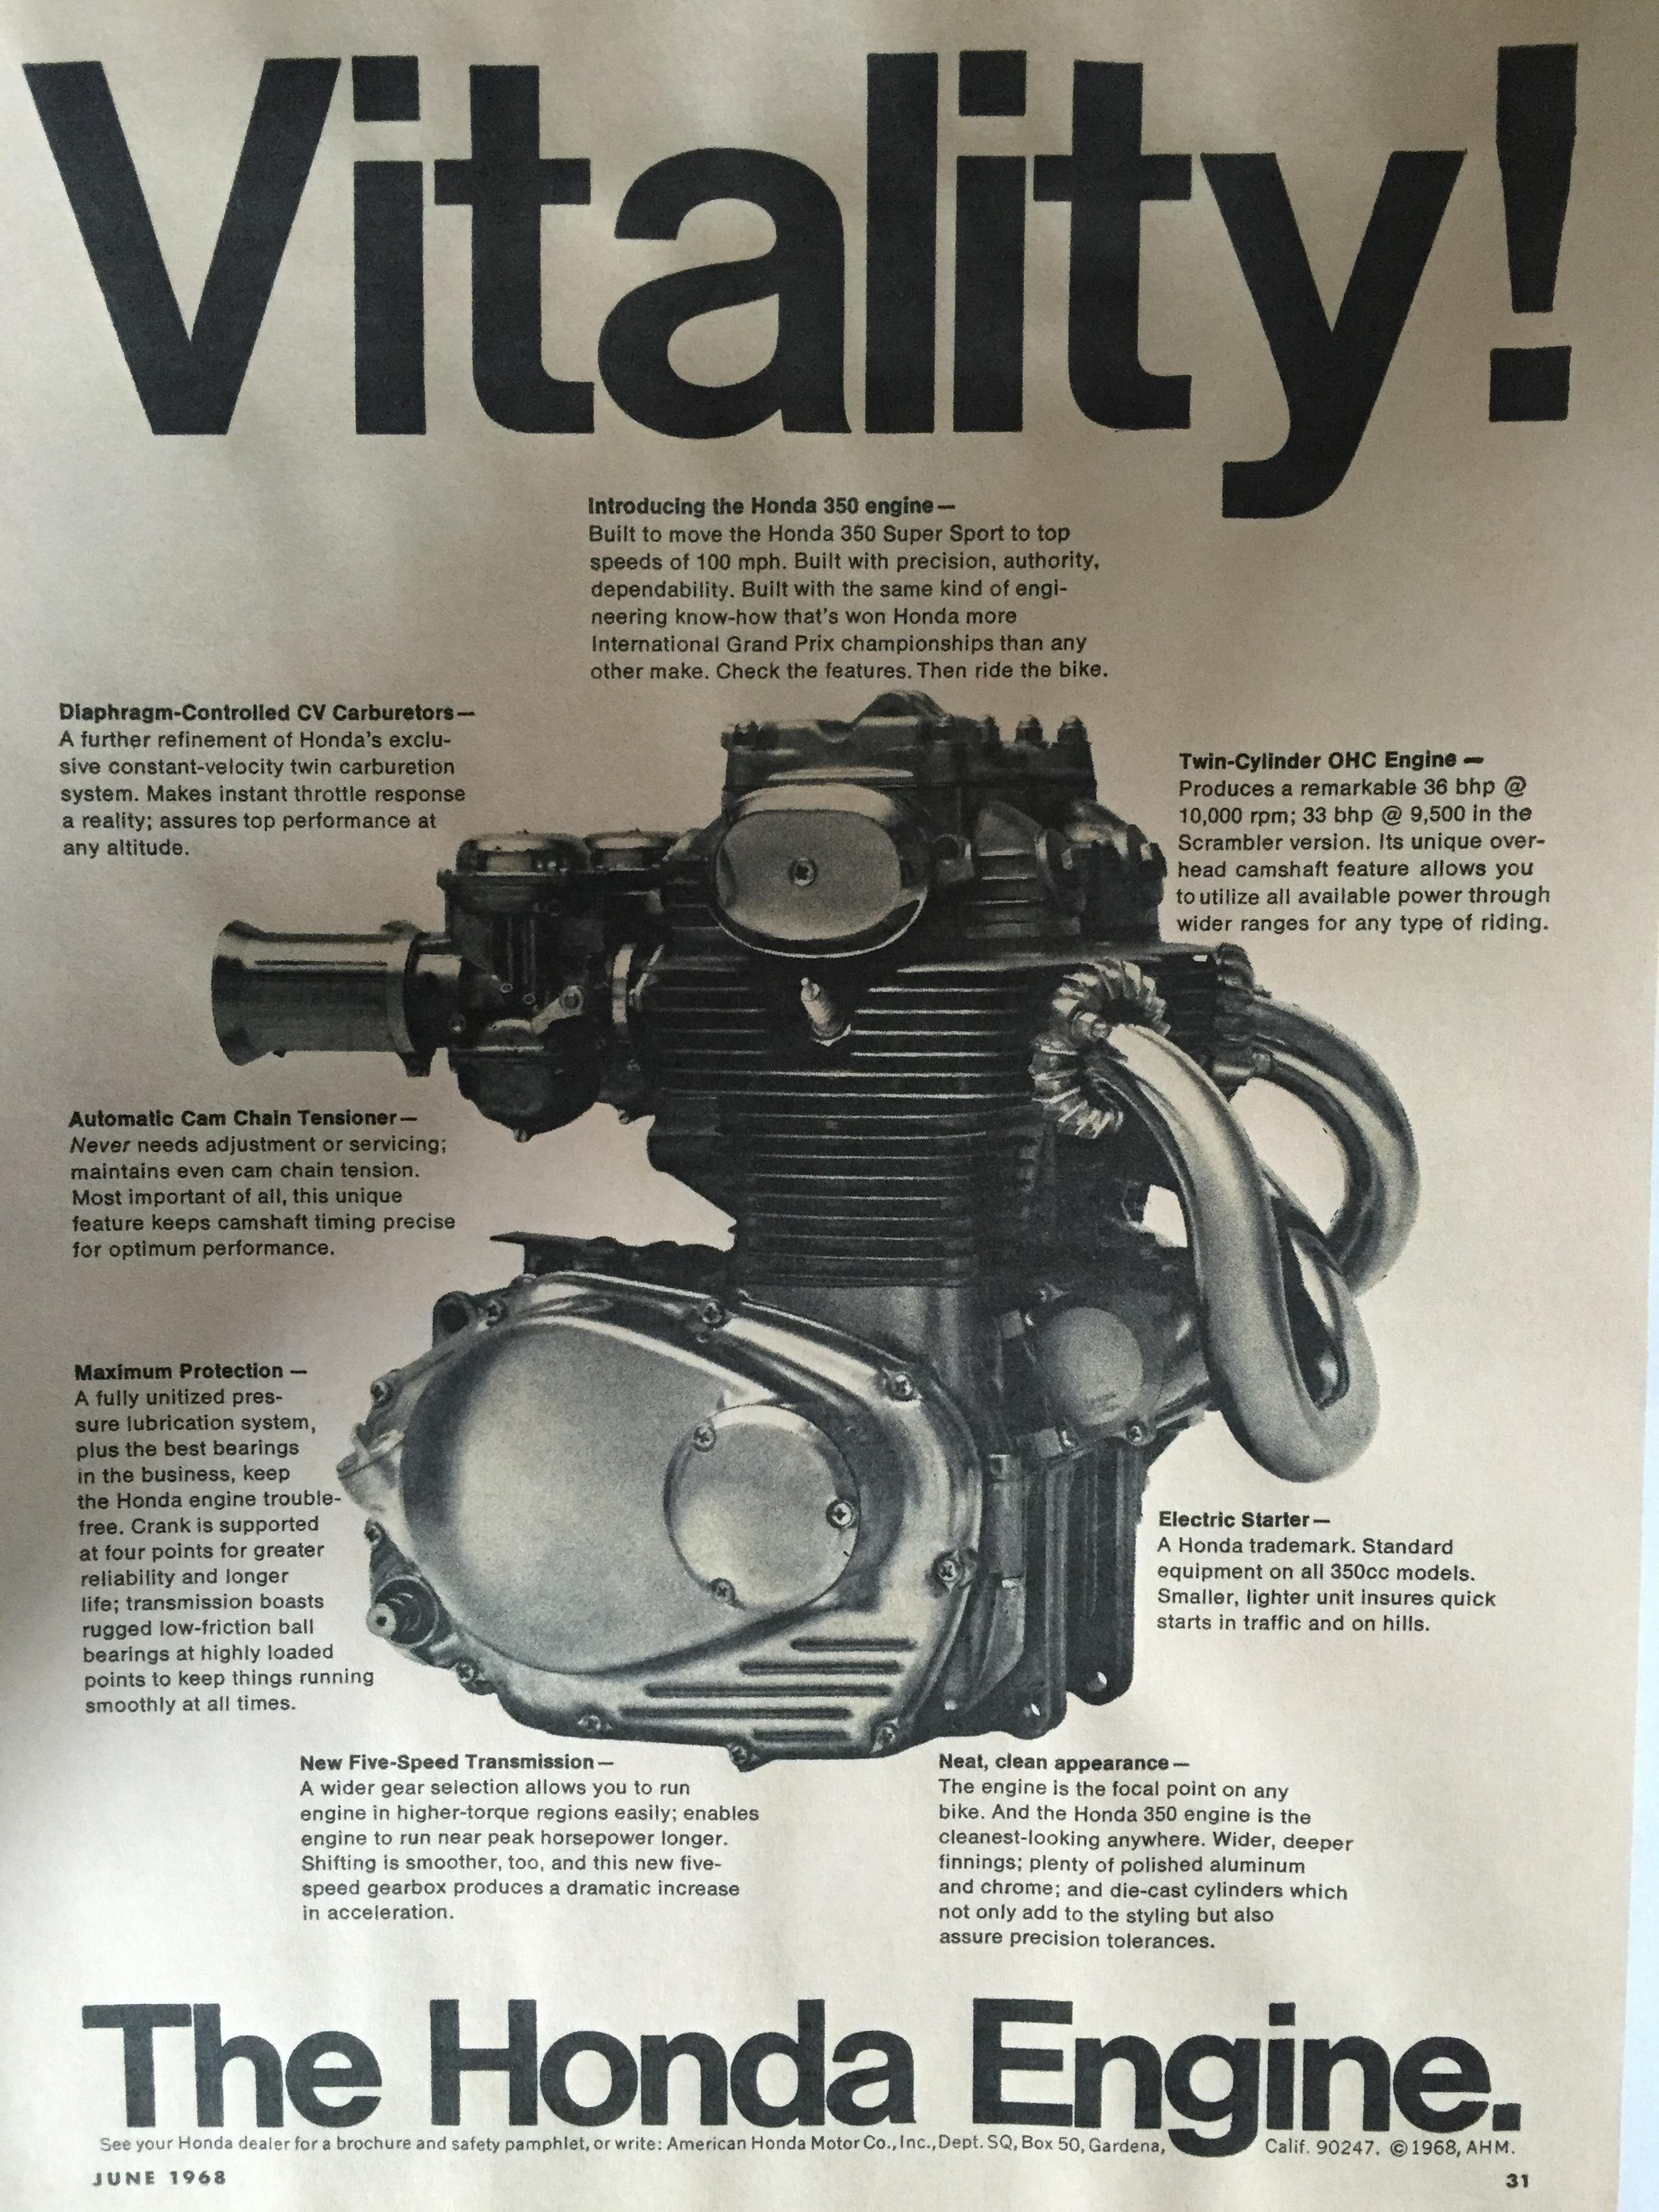 Vitality!
Introducing the Honda 350 engine—
Built to move the Honda 350 Super Sport to top
speeds of 100 mph. Built with precision, authority,
dependability. Built with the same kind of engi-
neering know-how that's won Honda more
International Grand Prix championships than any
other make. Check the features. Then ride the bike.
Diaphragm-Controlled CV Carburetors—
A further refinement of Honda's exclu-
sive constant-velocity twin carburetion
system. Makes instant throttle response
a reality; assures top performance at
any altitude.
Twin-Cylinder OHC Engine —
Produces a remarkable 36 bhp @
10,000 rpm; 33 bhp @ 9,500 in the
Scrambler version. Its unique over-
head camshaft feature allows you
to utilize all available power through
wider ranges for any type of riding.
Automatic Cam Chain Tensioner—
Never needs adjustment or servicing;
maintains even cam chain tension.
Most important of all, this unique
feature keeps camshaft timing precise
for optimum performance.
Maximum Protection —
A fully unitized pres-
sure lubrication system,
plus the best bearings
in the business, keep
the Honda engine trouble-
free. Crank is supported
at four points for greater
reliability and longer
life; transmission boasts
rugged low-friction ball
bearings at highly loaded
points to keep things running
smoothly at all times.
Electric Starter—
A Honda trademark. Standard
equipment on all 350cc models.
Smaller, lighter unit insures quick
starts in traffic and on hills.
New Five-Speed Transmission—
A wider gear selection allows you to run
engine in higher-torque regions easily; enables
engine to run near peak horsepower longer.
Shifting is smoother, too, and this new five-
speed gearbox produces a dramatic increase
in acceleration.
Neat, clean appearance—
The engine is the focal point on any
bike. And the Honda 350 engine is the
cleanest-looking anywhere. Wider, deeper
finnings; plenty of polished aluminum
and chrome; and die-cast cylinders which
not only add to the styling but also
assure precision tolerances.
The Honda Engine.
See your Honda dealer for a brochure and safety pamphlet, or write: American Honda Motor Co., Inc., Dept. SQ, Box 50, Gardena, Calif. 90247. ©1968, AHM.
JUNE 1968
31